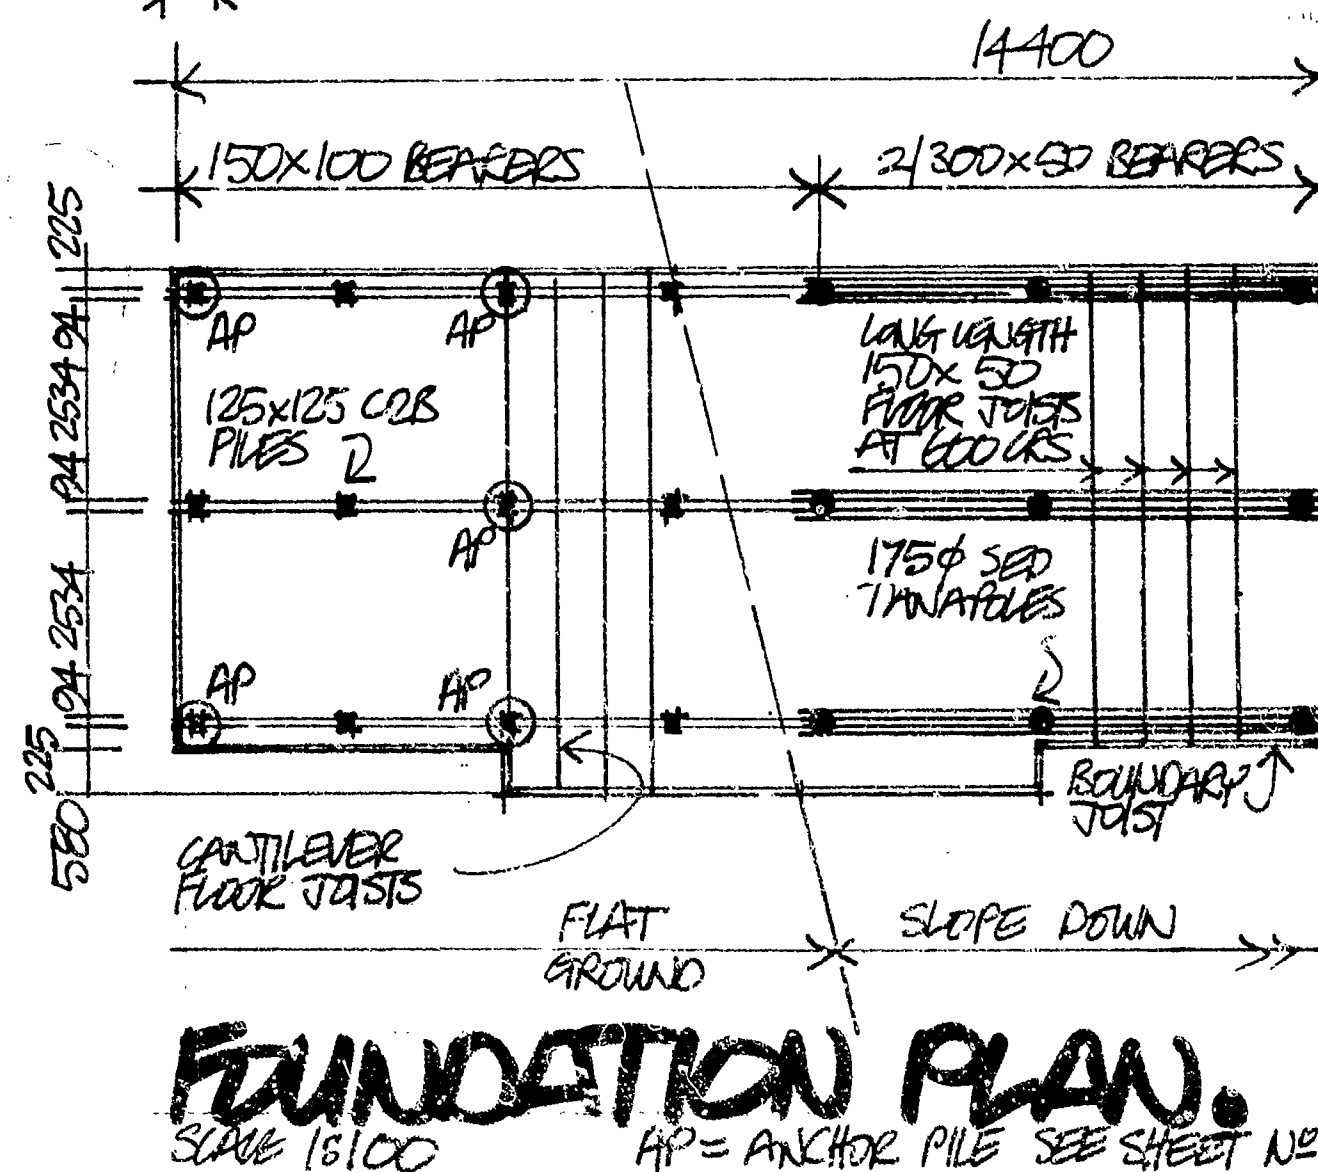 14400
150x100 BEARERS
2/300x50 BEARERS
225
94
2534
94
2534
94
225
580
AP
AP
125x125 C2B
PILES
LONG LENGTH
150x 50
FLOOR JOISTS
AT 600 CRS
AP
175φ SED
TANAPOLES
AP
AP
BOUNDARY
JOIST
CANTILEVER
FLOOR JOISTS
FLAT
GROUND
SLOPE DOWN
FOUNDATION PLAN.
SCALE 1:100
AP = ANCHOR PILE SEE SHEET Nº